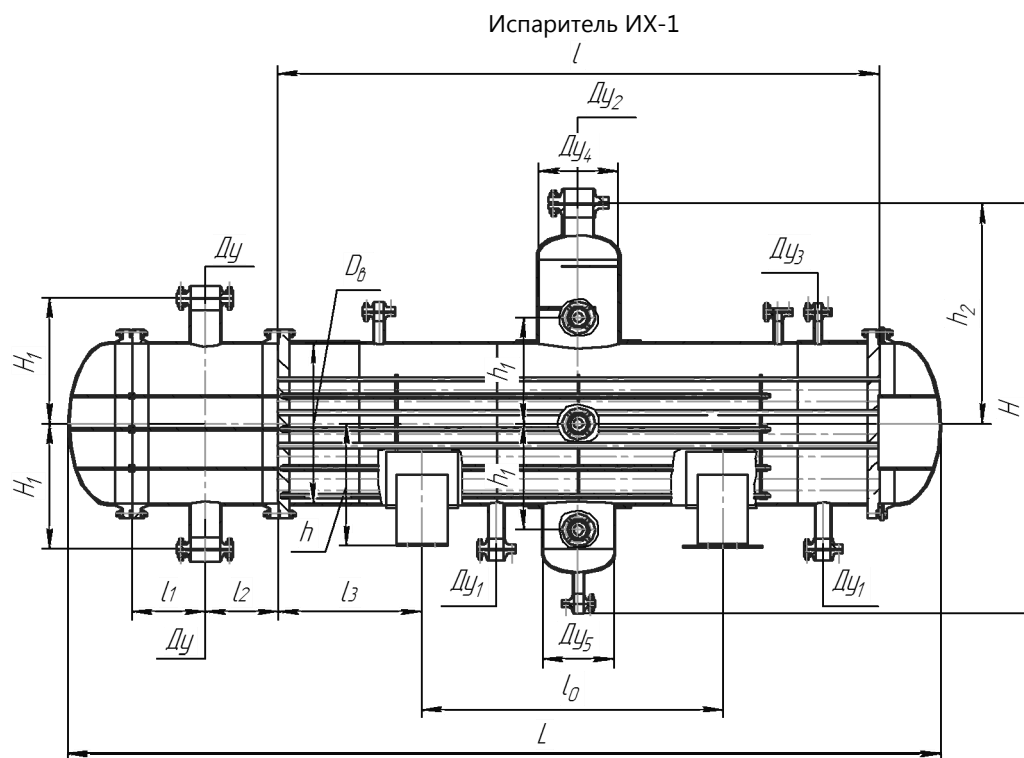 Испаритель ИХ-1
l
Ду2
Ду4
Ду
Dв
Ду3
H1
h1
h2
H
H1
h1
h
l1
l2
l3
Ду1
Ду1
Ду
Ду5
l0
L